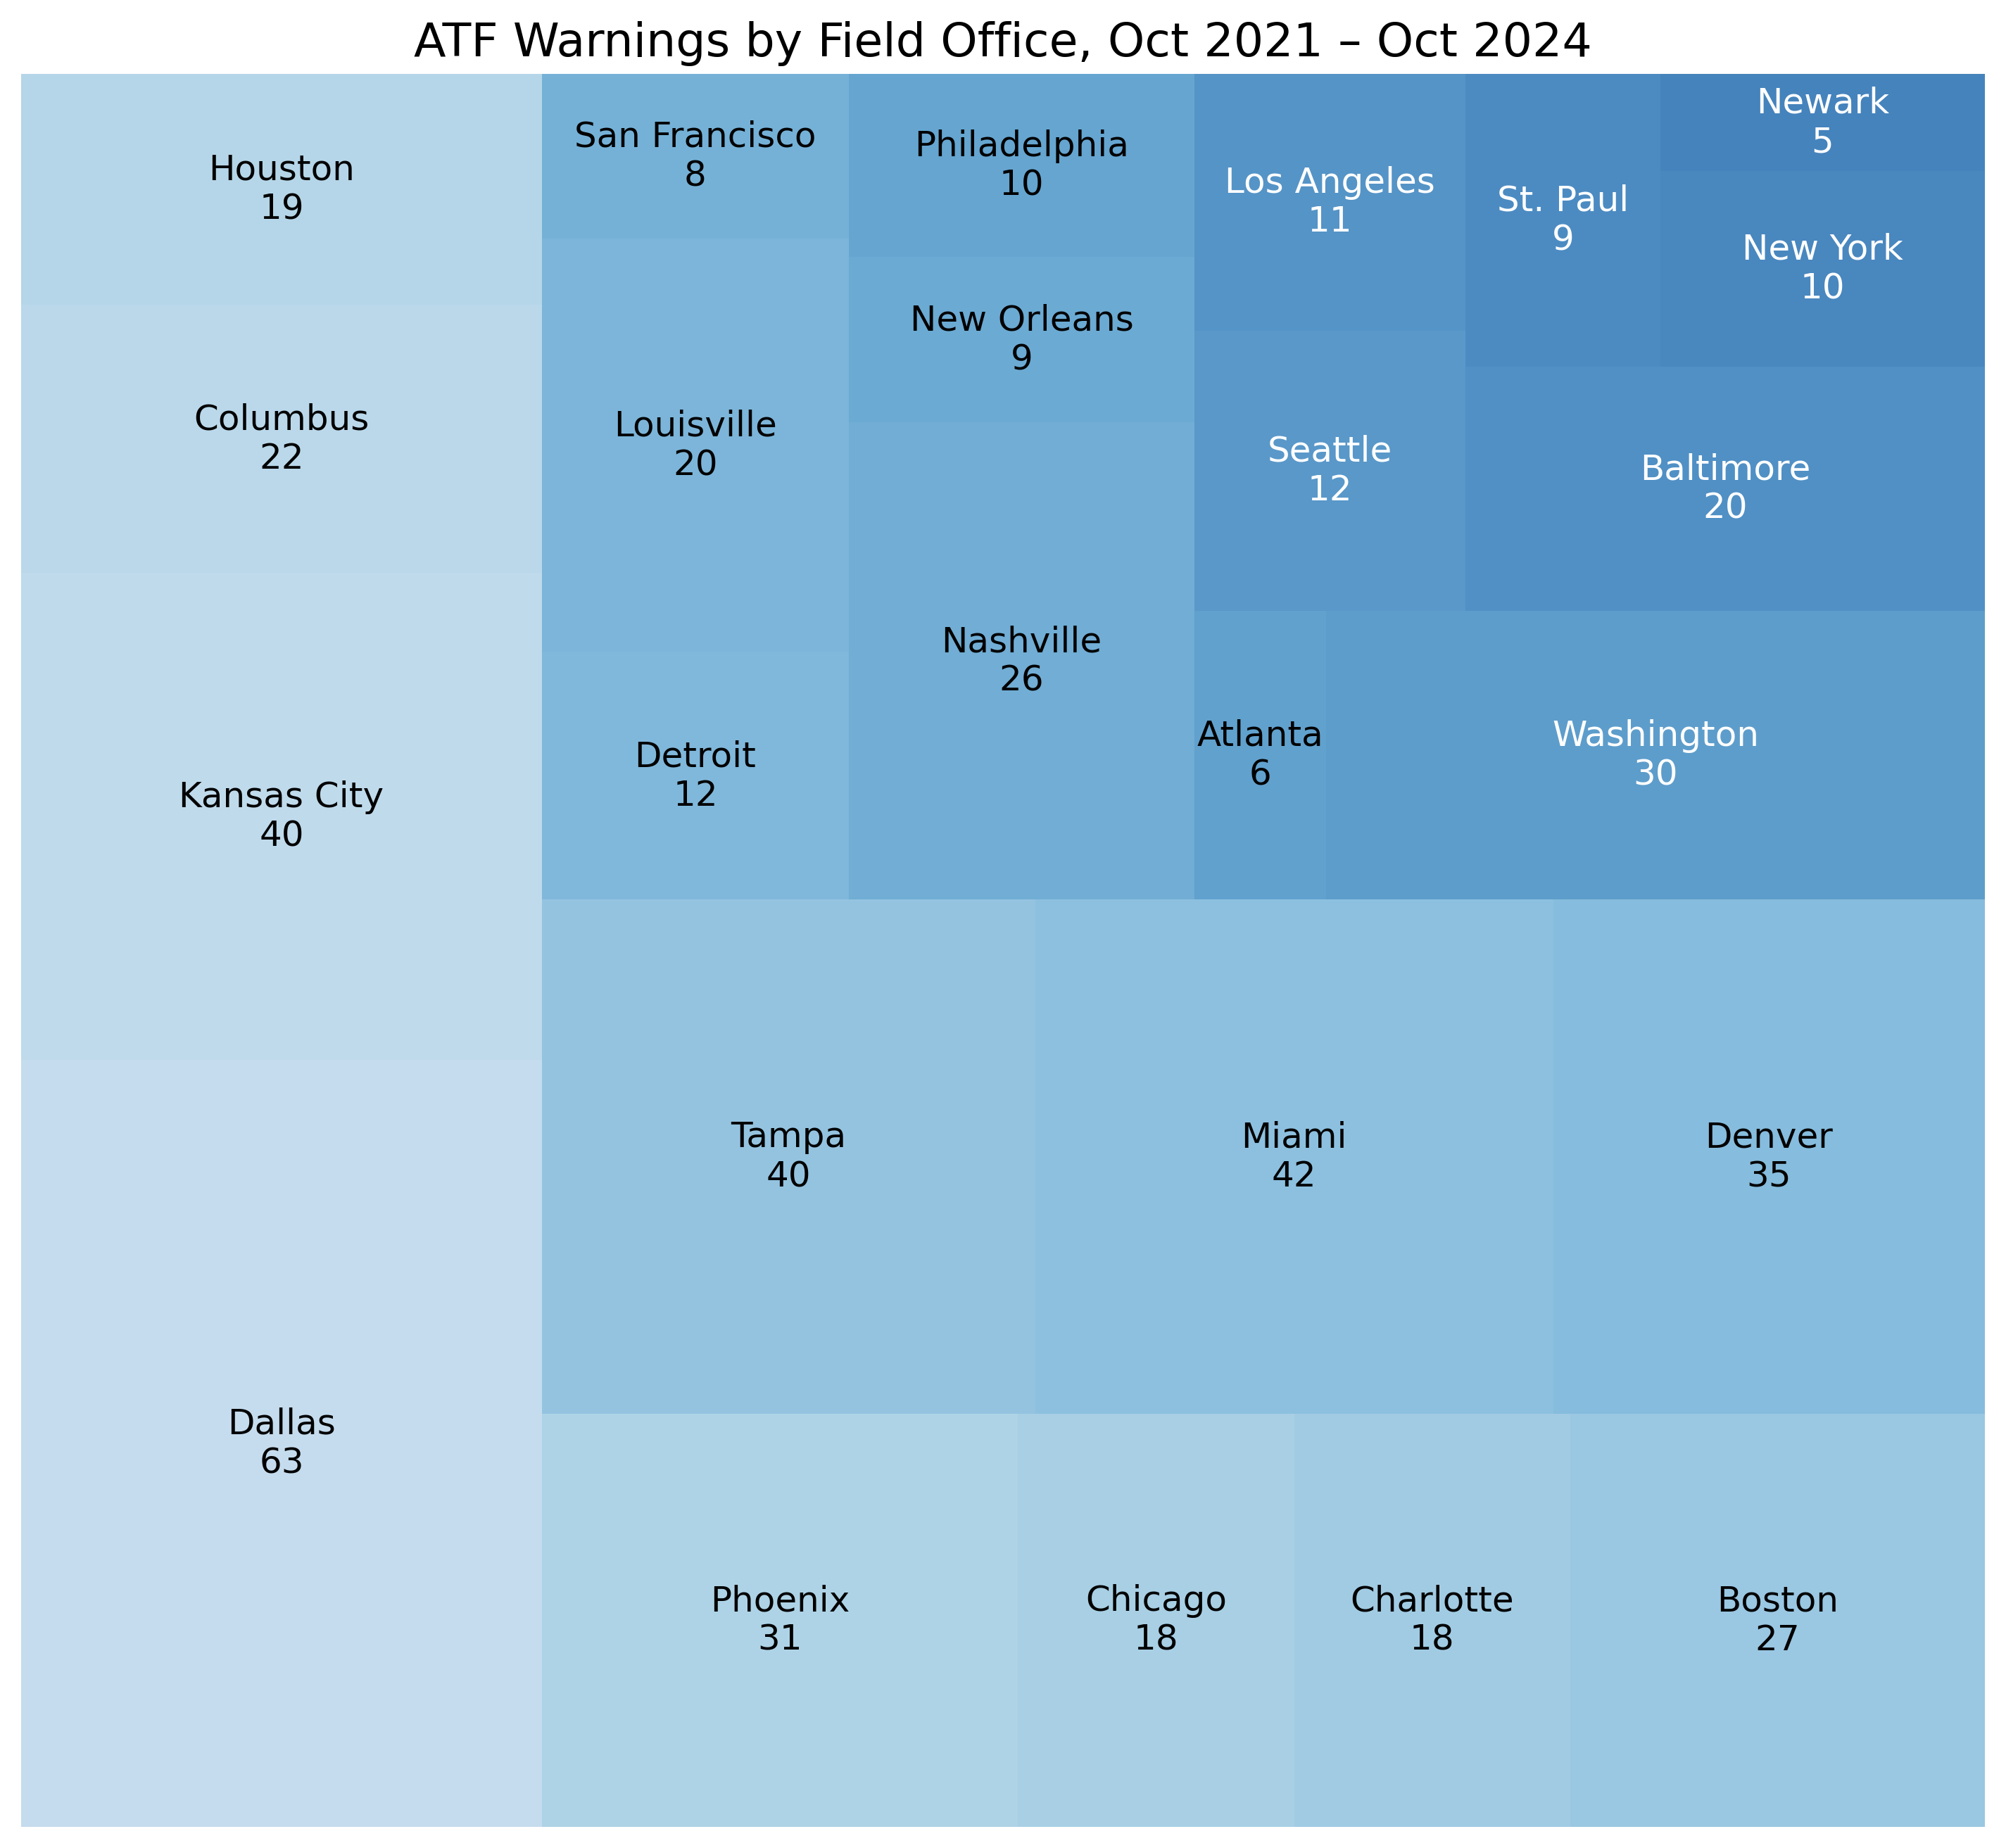 ATF Warnings by Field Office, Oct 2021 – Oct 2024
Houston
19
Columbus
22
Kansas City
40
Dallas
63
San Francisco
8
Louisville
20
Detroit
12
Philadelphia
10
New Orleans
9
Nashville
26
Los Angeles
11
Seattle
12
St. Paul
9
Newark
5
New York
10
Baltimore
20
Atlanta
6
Washington
30
Tampa
40
Miami
42
Denver
35
Phoenix
31
Chicago
18
Charlotte
18
Boston
27